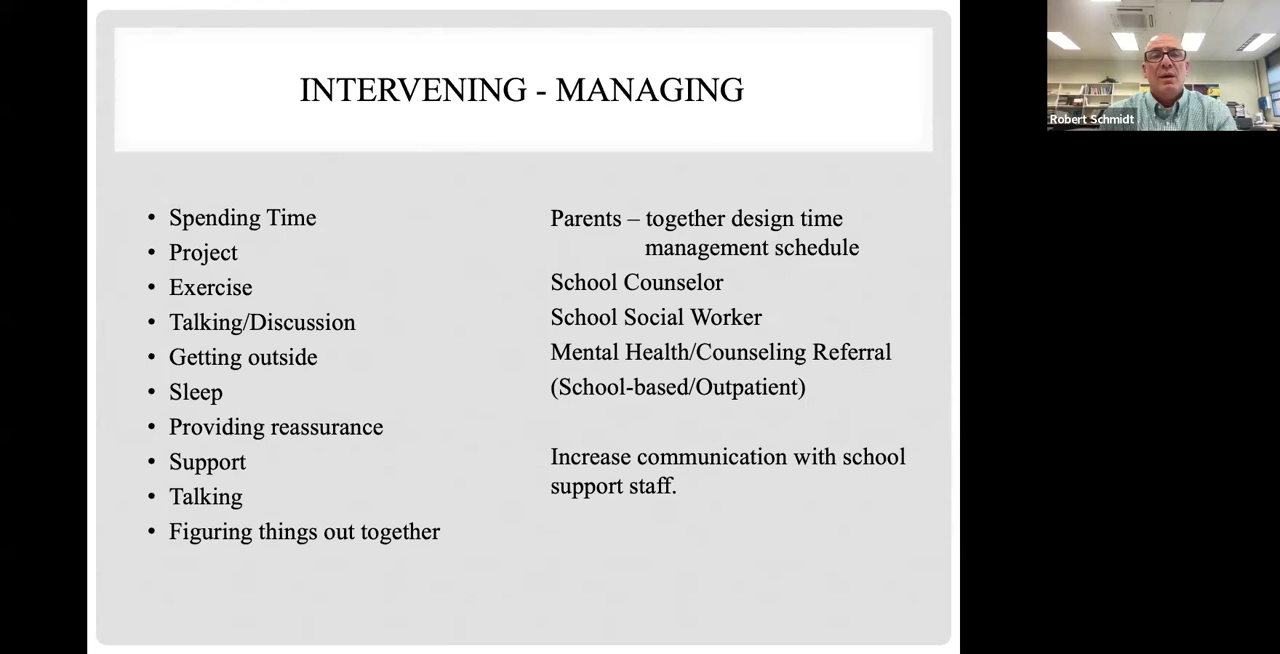 INTERVENING - MANAGING
• Spending Time
• Project
• Exercise
• Talking/Discussion
• Getting outside
• Sleep
• Providing reassurance
• Support
• Talking
• Figuring things out together
Parents – together design time
management schedule
School Counselor
School Social Worker
Mental Health/Counseling Referral
(School-based/Outpatient)
Increase communication with school
support staff.
Robert Schmidt